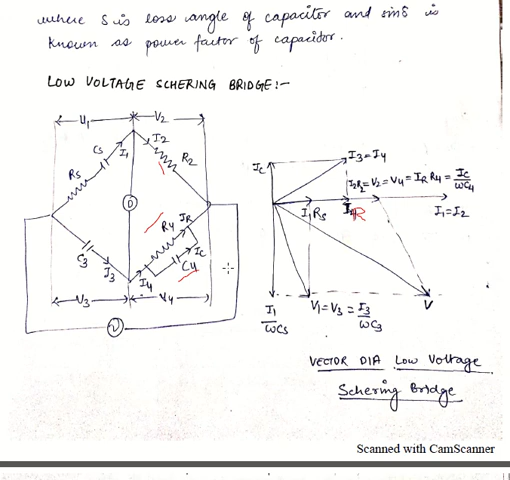 where S is loss angle of capacitor and sinδ is
known as power factor of capacitor.
LOW VOLTAGE SCHERING BRIDGE:-
V1 V2
Cs I1 I2
Rs R2
D
C3 I3 I4 R4 IR Ic C4
V3 V4
V
Ic I3=I4
I2R2=V2=V4=IR R4=Ic/ωC4
I1Rs IR I1=I2
I1/ωCs V1=V3=I3/ωC3 V
VECTOR DIA LOW Voltage
Schering Bridge
Scanned with CamScanner